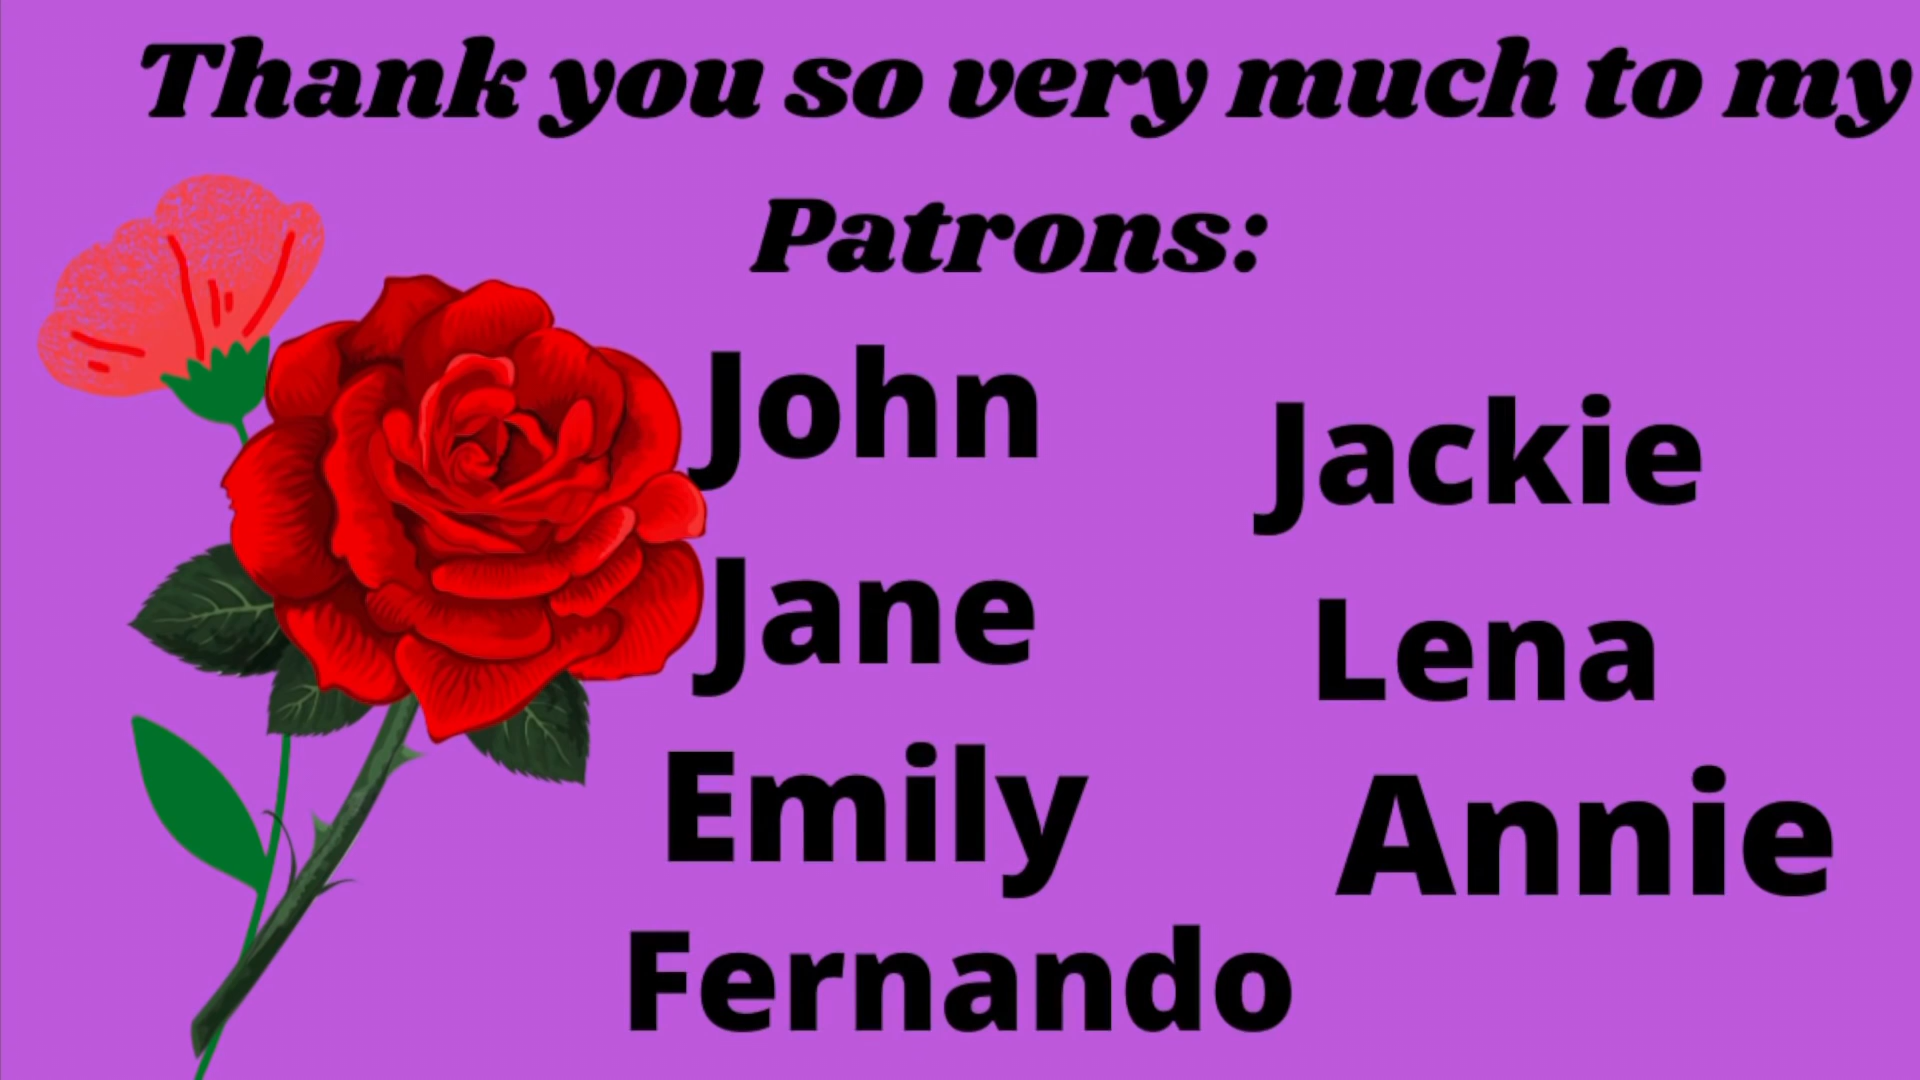 Thank you so very much to my
Patrons:
John
Jane
Emily
Fernando
Jackie
Lena
Annie